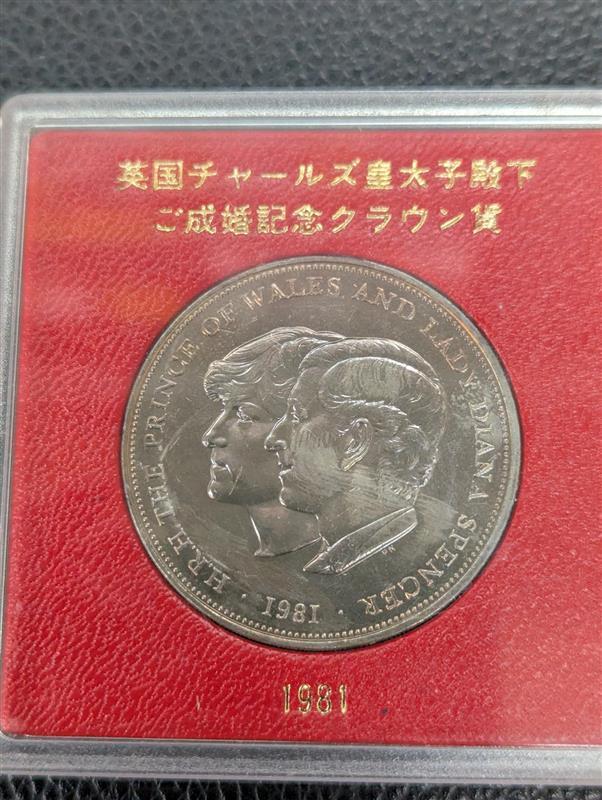 英国チャールズ皇太子殿下
ご成婚記念クラウン貨
H.R.H. THE PRINCE OF WALES AND LADY DIANA SPENCER
· 1981 ·
1981